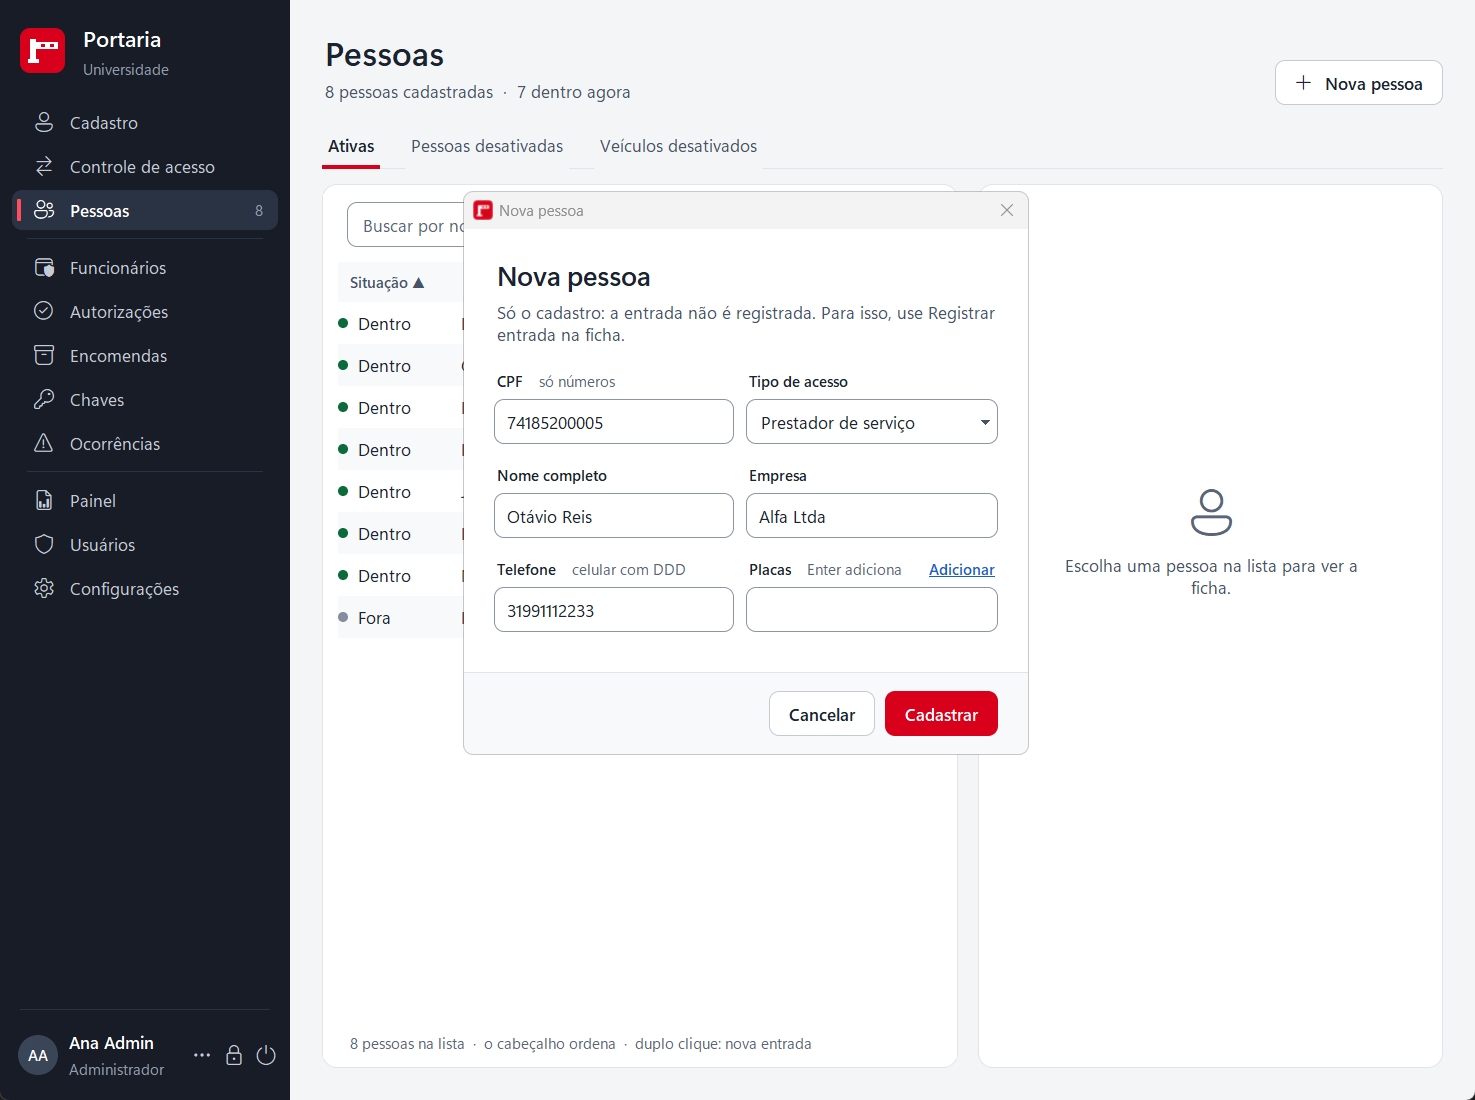 Portaria
Universidade
Cadastro
Controle de acesso
Pessoas 8
Funcionários
Autorizações
Encomendas
Chaves
Ocorrências
Painel
Usuários
Configurações
AA
Ana Admin
Administrador
Pessoas
8 pessoas cadastradas · 7 dentro agora
Nova pessoa
Ativas
Pessoas desativadas
Veículos desativados
Buscar por
Situação ▲
Dentro
Dentro
Dentro
Dentro
Dentro
Dentro
Dentro
Fora
8 pessoas na lista · o cabeçalho ordena · duplo clique: nova entrada
Nova pessoa
Nova pessoa
Só o cadastro: a entrada não é registrada. Para isso, use Registrar
entrada na ficha.
CPF só números
74185200005
Tipo de acesso
Prestador de serviço
Nome completo
Otávio Reis
Empresa
Alfa Ltda
Telefone celular com DDD
31991112233
Placas Enter adiciona Adicionar
Cancelar
Cadastrar
Escolha uma pessoa na lista para ver a
ficha.